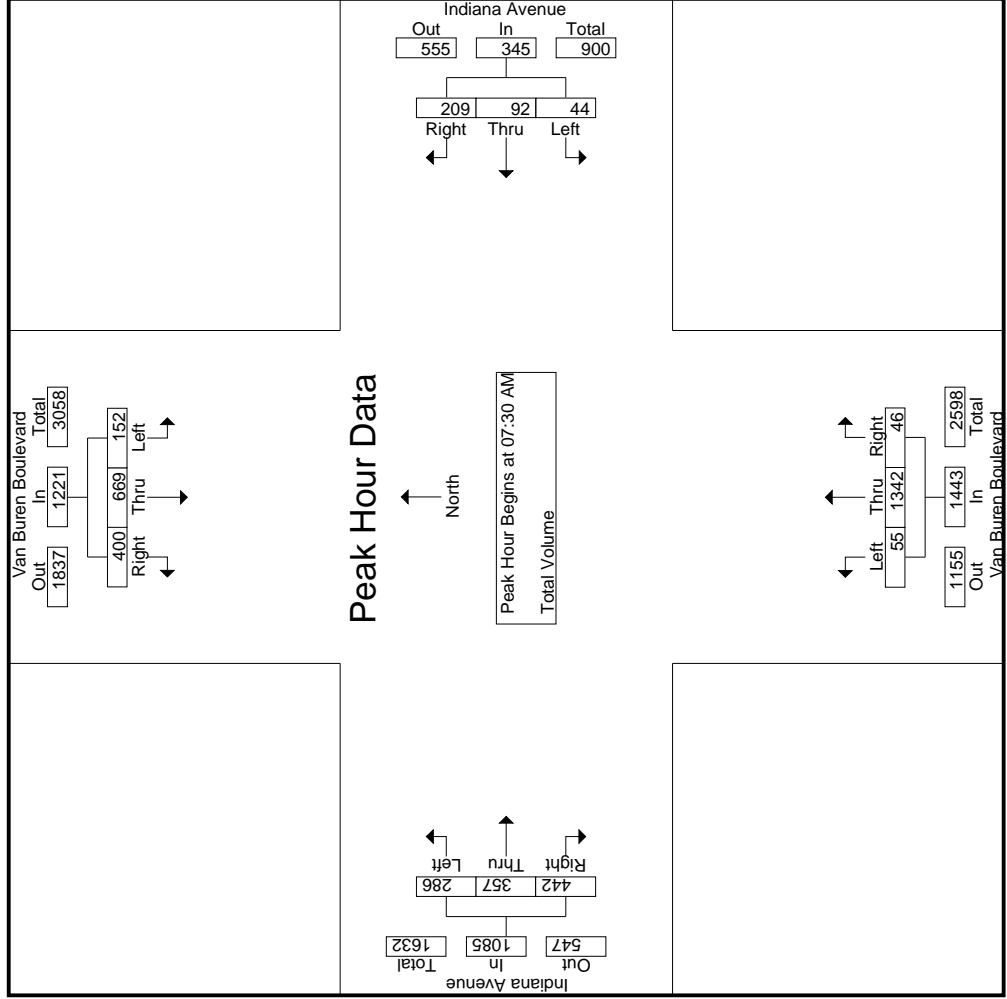 Indiana Avenue
Out In Total
555 345 900
209 92 44
Right Thru Left
Van Buren Boulevard
Out In Total
1837 1221 3058
400 669 152
Right Thru Left
Peak Hour Data
North
Peak Hour Begins at 07:30 AM
Total Volume
Left Thru Right
55 1342 46
1155 1443 2598
Out In Total
Van Buren Boulevard
Left Thru Right
286 357 442
1632 1085 547
Total In Out
Indiana Avenue